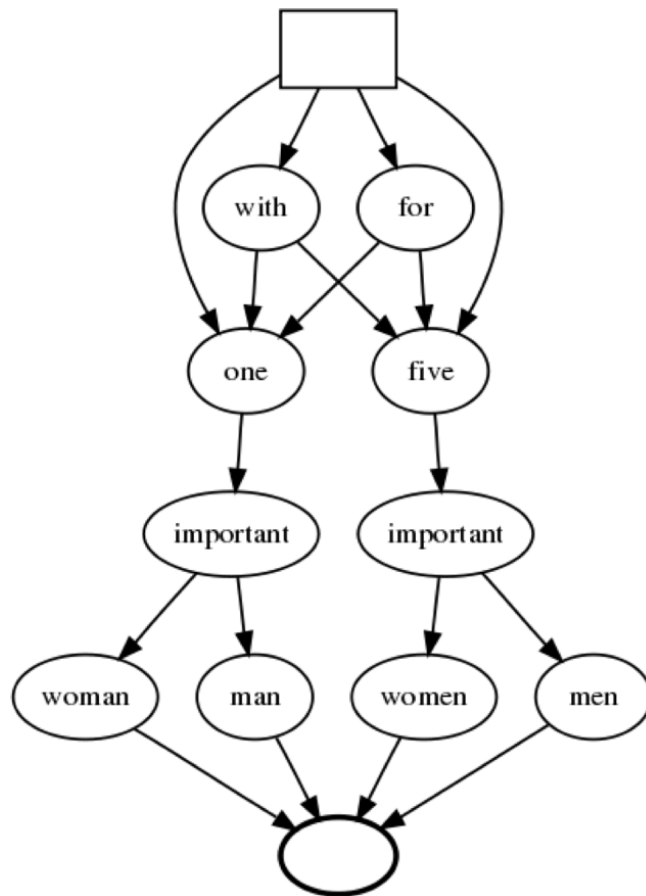 with for
one five
important important
woman man women men